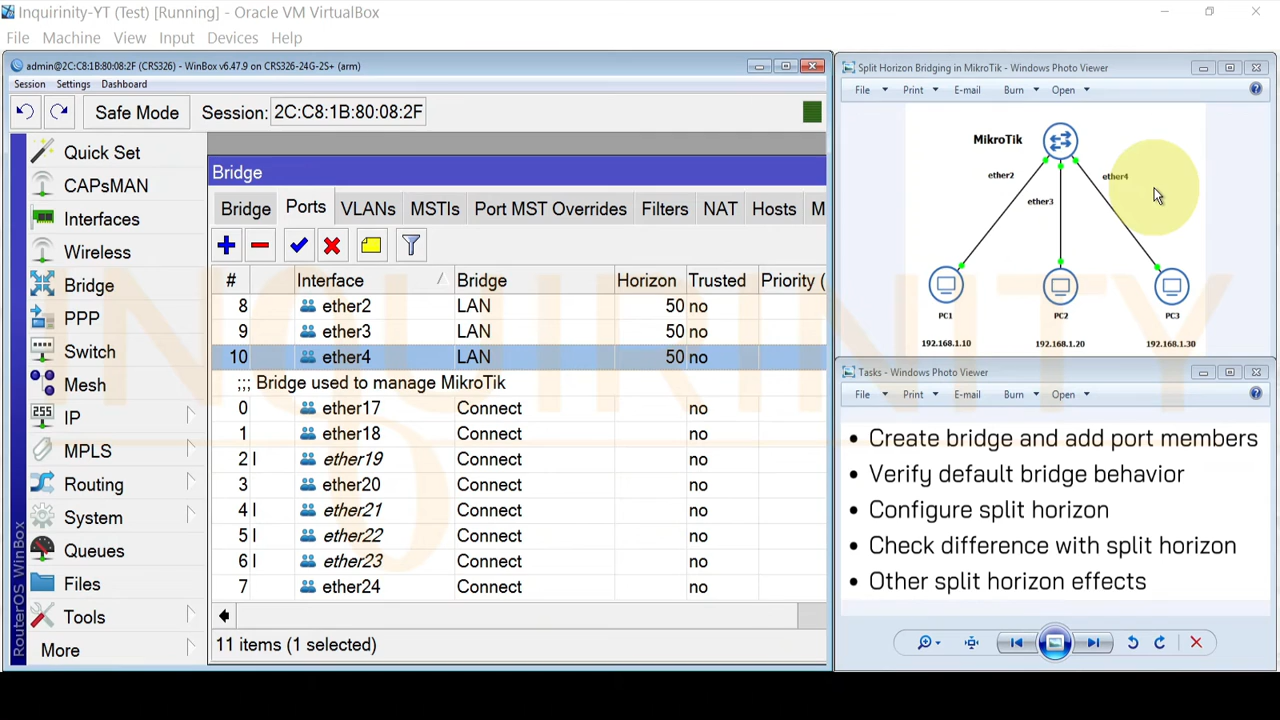 Inquirinity-YT (Test) [Running] - Oracle VM VirtualBox
File Machine View Input Devices Help
admin@2C:C8:1B:80:08:2F (CRS326) - WinBox v6.47.9 on CRS326-24G-2S+ (arm)
Session Settings Dashboard
Safe Mode Session: 2C:C8:1B:80:08:2F
Quick Set
CAPsMAN
Interfaces
Wireless
Bridge
PPP
Switch
Mesh
255 IP
MPLS
Routing
System
Queues
Files
Tools
More
RouterOS WinBox
Bridge
Bridge Ports VLANs MSTIs Port MST Overrides Filters NAT Hosts M
# Interface Bridge Horizon Trusted Priority (
8 ether2 LAN 50 no
9 ether3 LAN 50 no
10 ether4 LAN 50 no
;;; Bridge used to manage MikroTik
0 ether17 Connect no
1 ether18 Connect no
2 I ether19 Connect no
3 ether20 Connect no
4 I ether21 Connect no
5 I ether22 Connect no
6 I ether23 Connect no
7 ether24 Connect no
11 items (1 selected)
INQUIRINITY
Split Horizon Bridging in MikroTik - Windows Photo Viewer
File Print E-mail Burn Open
MikroTik
ether2
ether3
ether4
PC1 PC2 PC3
192.168.1.10 192.168.1.20 192.168.1.30
Tasks - Windows Photo Viewer
File Print E-mail Burn Open
• Create bridge and add port members
• Verify default bridge behavior
• Configure split horizon
• Check difference with split horizon
• Other split horizon effects